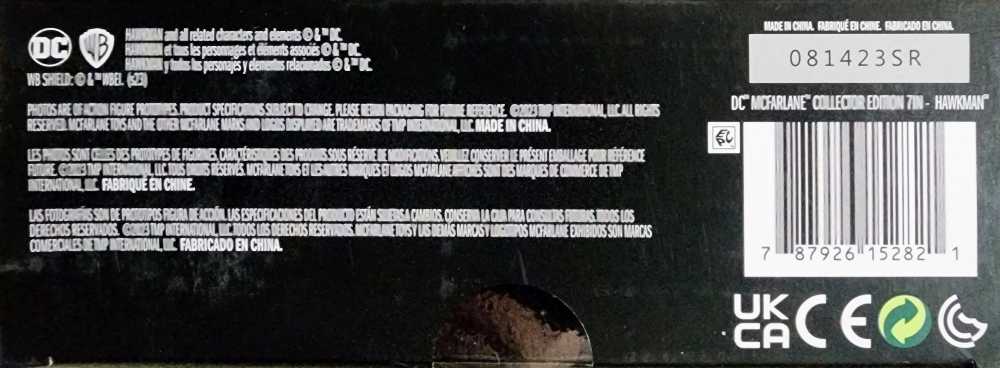 DC WB
HAWKMAN and all related characters and elements © & ™ DC.
HAWKMAN et tous les personnages et éléments associés © & ™ DC.
HAWKMAN y todos los personajes y elementos relacionados © & ™ DC.
WB SHIELD: © & ™ WBEI. (s23)
PHOTOS ARE OF ACTION FIGURE PROTOTYPES. PRODUCT SPECIFICATIONS SUBJECT TO CHANGE. PLEASE RETAIN PACKAGING FOR FUTURE REFERENCE. ©2023 TMP INTERNATIONAL, LLC. ALL RIGHTS
RESERVED. MCFARLANE TOYS AND THE OTHER MCFARLANE MARKS AND LOGOS DISPLAYED ARE TRADEMARKS OF TMP INTERNATIONAL, LLC. MADE IN CHINA.
LES PHOTOS SONT CELLES DES PROTOTYPES DE FIGURINES. CARACTÉRISTIQUES DES PRODUITS SOUS RÉSERVE DE MODIFICATIONS. VEUILLEZ CONSERVER LE PRÉSENT EMBALLAGE POUR RÉFÉRENCE
FUTURE. ©2023 TMP INTERNATIONAL, LLC. TOUS DROITS RÉSERVÉS. MCFARLANE TOYS ET LES AUTRES MARQUES ET LOGOS MCFARLANE AFFICHÉS SONT DES MARQUES DE COMMERCE DE TMP
INTERNATIONAL, LLC. FABRIQUÉ EN CHINE.
LAS FOTOGRAFÍAS SON DE PROTOTIPOS FIGURA DE ACCIÓN. LAS ESPECIFICACIONES DEL PRODUCTO ESTÁN SUJETAS A CAMBIOS. CONSERVA LA CAJA PARA CONSULTAS FUTURAS. TODOS LOS
DERECHOS RESERVADOS. ©2023 TMP INTERNATIONAL, LLC. TODOS LOS DERECHOS RESERVADOS. MCFARLANE TOYS Y LAS DEMÁS MARCAS Y LOGOTIPOS MCFARLANE EXHIBIDOS SON MARCAS
COMERCIALES DE TMP INTERNATIONAL, LLC. FABRICADO EN CHINA.
MADE IN CHINA. FABRIQUÉ EN CHINE. FABRICADO EN CHINA.
081423SR
DC™ MCFARLANE™ COLLECTOR EDITION 7IN - HAWKMAN™
7 87926 15282 1
UK
CA CE